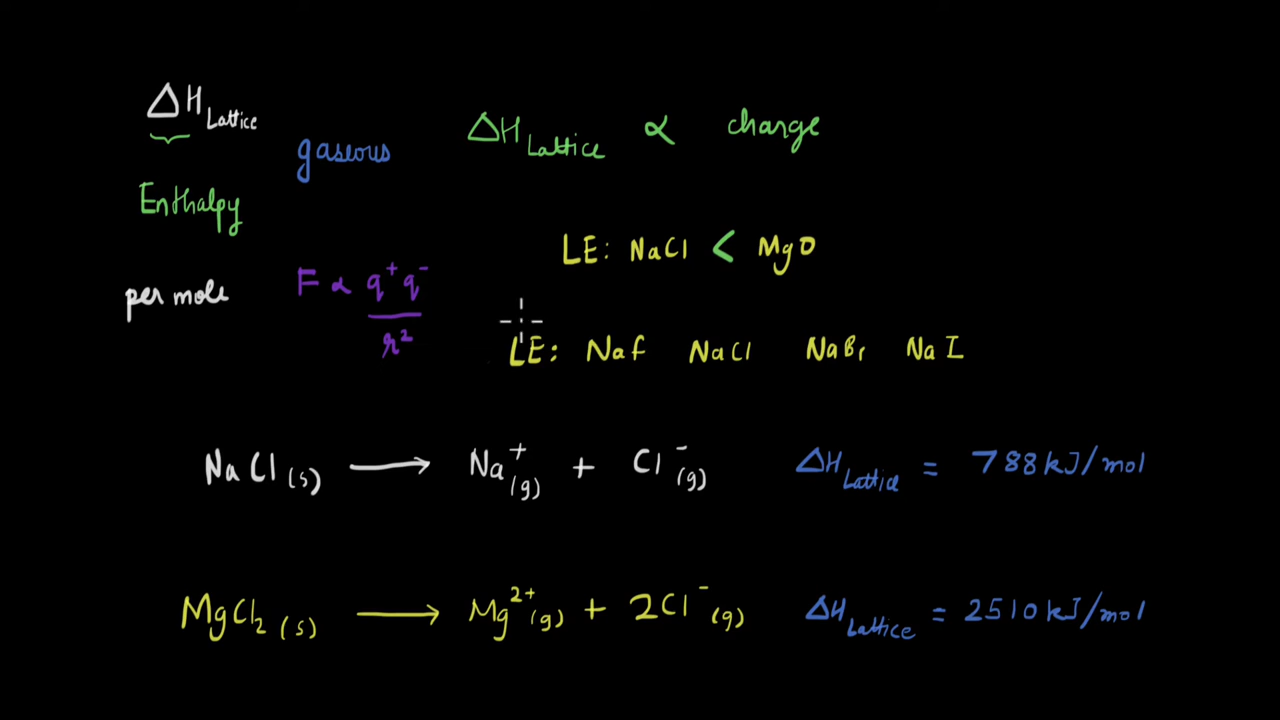 ΔH Lattice
gaseous
ΔH Lattice ∝ charge
Enthalpy
LE: NaCl < MgO
per mole
F ∝ q⁺q⁻ / r²
LE: NaF NaCl NaBr NaI
NaCl (s) ⟶ Na⁺ (g) + Cl⁻ (g) ΔH Lattice = 788 kJ/mol
MgCl₂ (s) ⟶ Mg²⁺ (g) + 2Cl⁻ (g) ΔH Lattice = 2510 kJ/mol